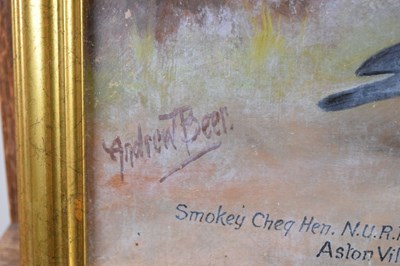 Andrew Beer.
Smokey Cheq Hen. N.U.R.
Aston Vil